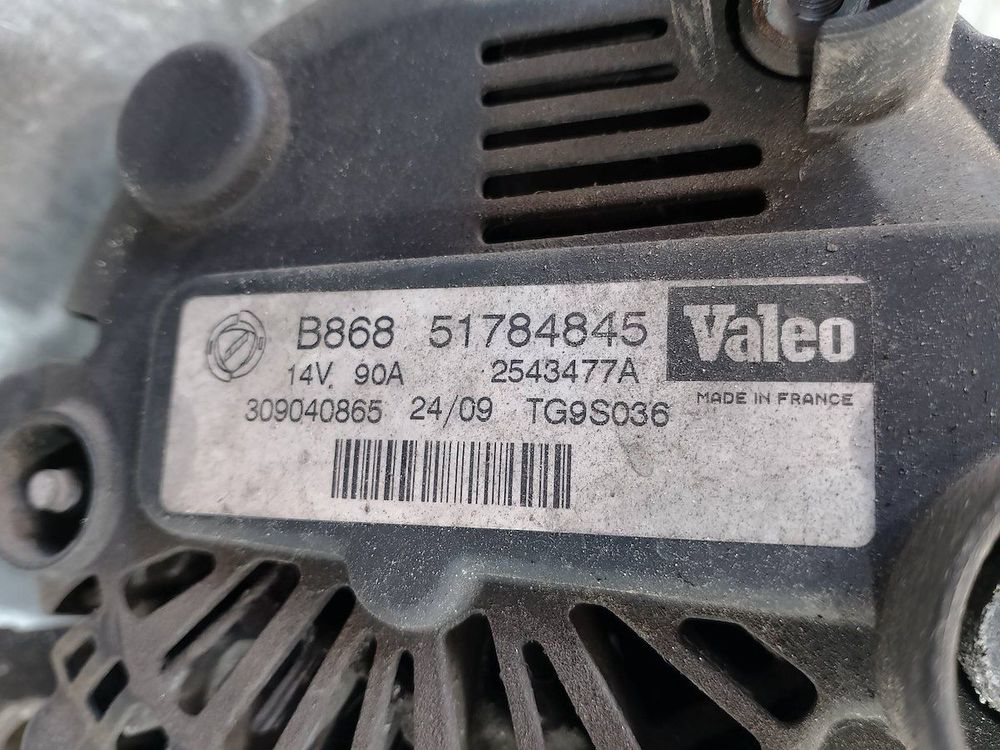 B868 51784845 Valeo
14V 90A 2543477A
MADE IN FRANCE
309040865 24/09 TG9S036